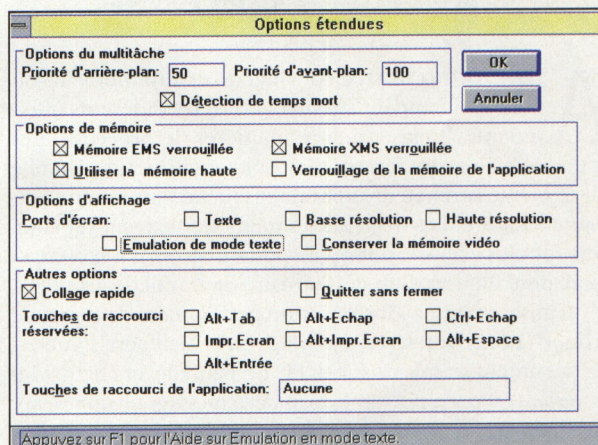 Options étendues
Options du multitâche
Priorité d'arrière-plan: 50 Priorité d'avant-plan: 100
OK
Détection de temps mort
Annuler
Options de mémoire
Mémoire EMS verrouillée Mémoire XMS verrouillée
Utiliser la mémoire haute Verrouillage de la mémoire de l'application
Options d'affichage
Ports d'écran: Texte Basse résolution Haute résolution
Emulation de mode texte Conserver la mémoire vidéo
Autres options
Collage rapide Quitter sans fermer
Touches de raccourci réservées: Alt+Tab Alt+Echap Ctrl+Echap
Impr.Ecran Alt+Impr.Ecran Alt+Espace
Alt+Entrée
Touches de raccourci de l'application: Aucune
Appuyez sur F1 pour l'Aide sur Emulation en mode texte.